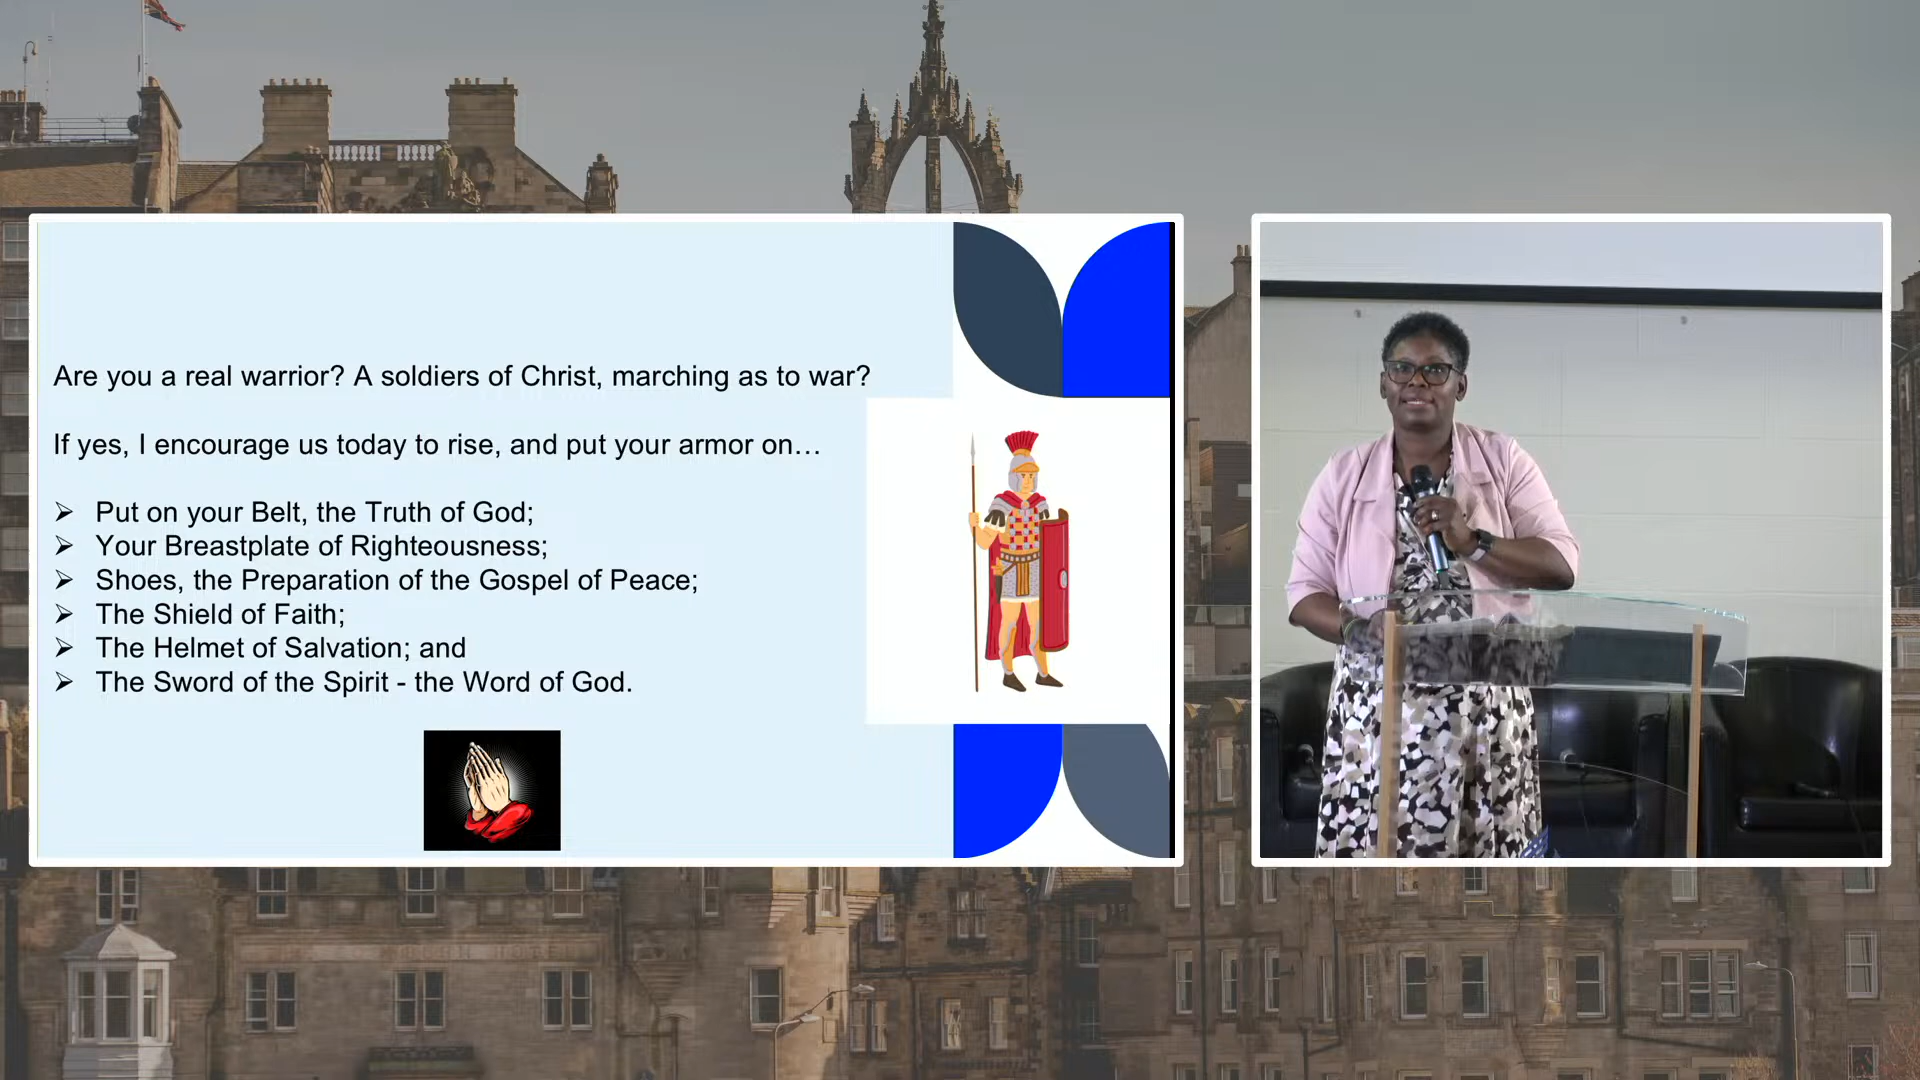 Are you a real warrior? A soldiers of Christ, marching as to war?
If yes, I encourage us today to rise, and put your armor on…
➢ Put on your Belt, the Truth of God;
➢ Your Breastplate of Righteousness;
➢ Shoes, the Preparation of the Gospel of Peace;
➢ The Shield of Faith;
➢ The Helmet of Salvation; and
➢ The Sword of the Spirit - the Word of God.